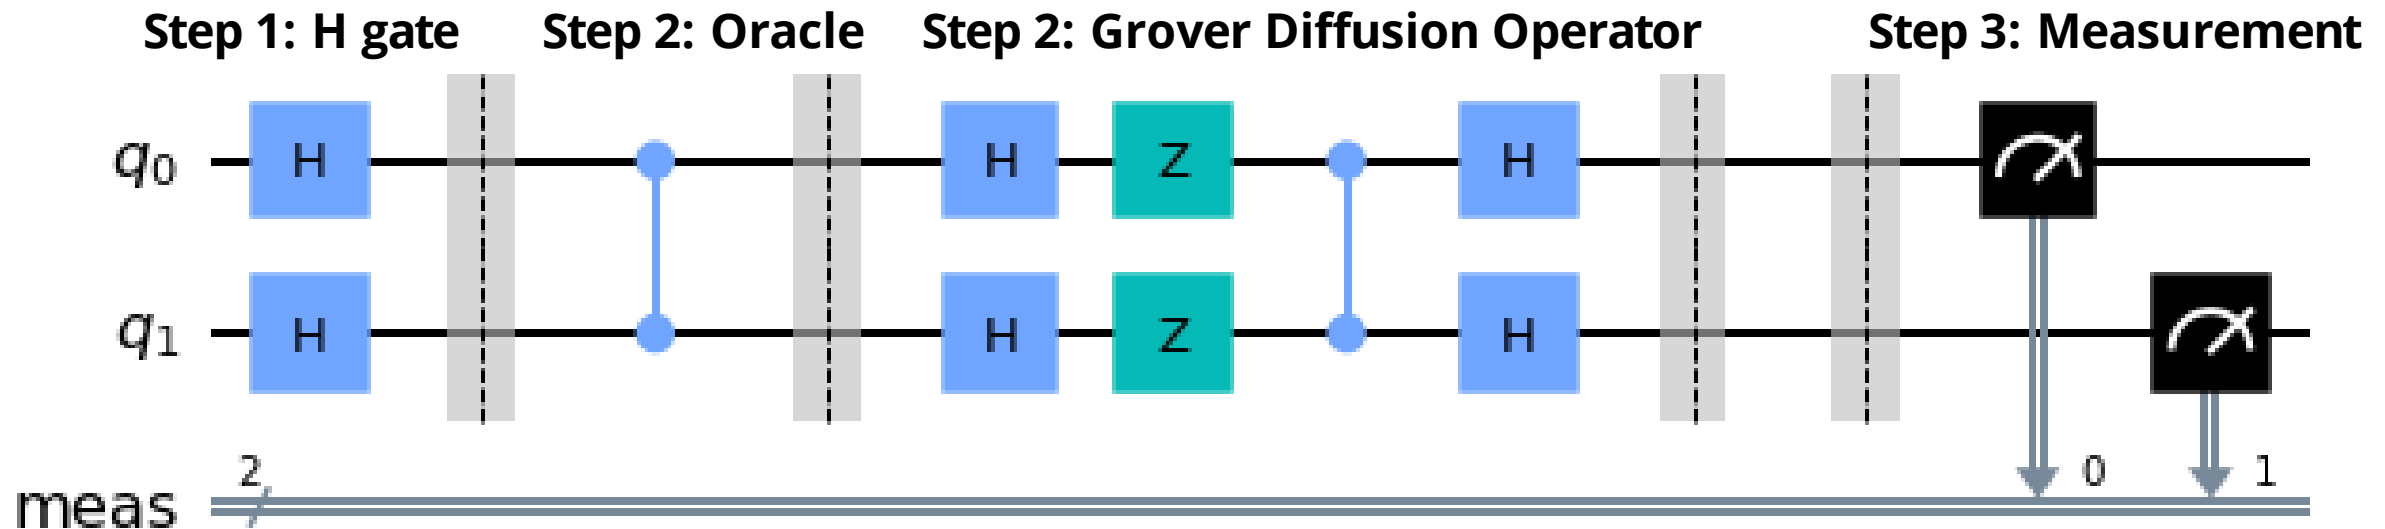 Step 1: H gate Step 2: Oracle Step 2: Grover Diffusion Operator Step 3: Measurement
q0 H H Z H
q1 H H Z H
2 0 1
meas